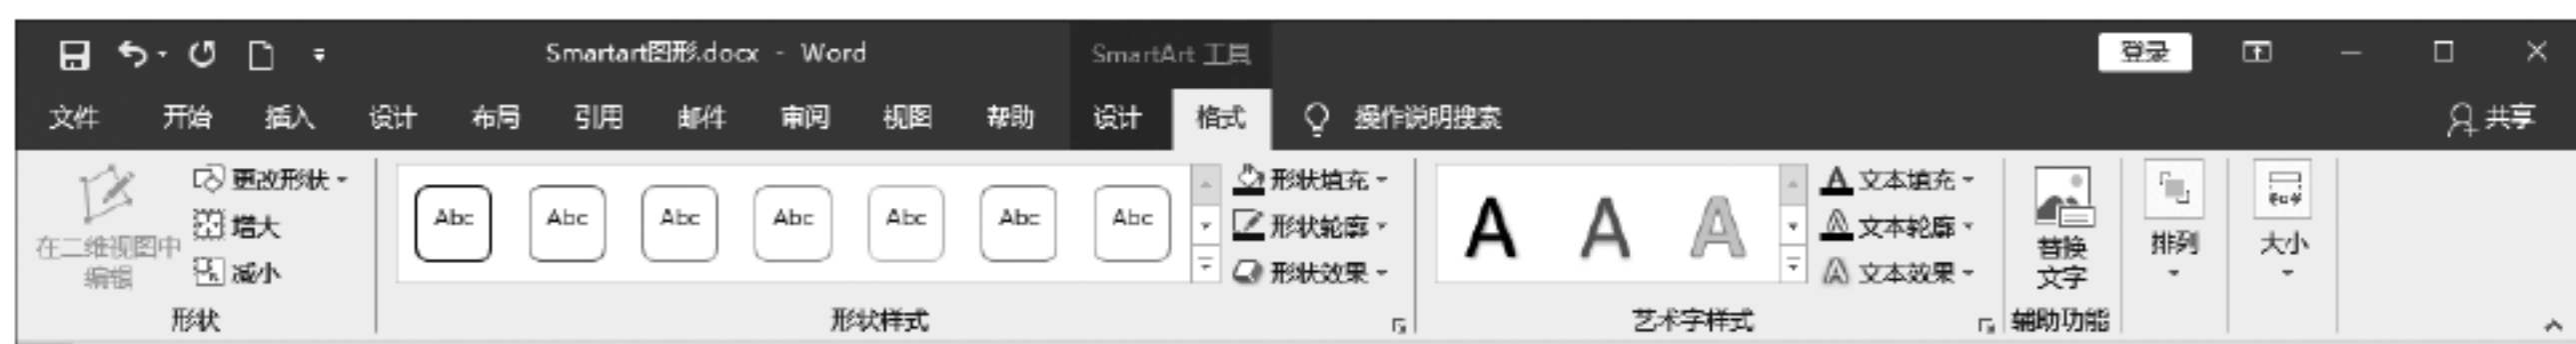 Smartart图形.docx - Word SmartArt 工具 登录
文件 开始 插入 设计 布局 引用 邮件 审阅 视图 帮助 设计 格式 操作说明搜索 共享
在二维视图中
编辑
更改形状
增大
减小
形状
Abc Abc Abc Abc Abc Abc Abc
形状填充
形状轮廓
形状效果
形状样式
A A A
A 文本填充
A 文本轮廓
A 文本效果
艺术字样式
替换
文字
辅助功能
排列
大小